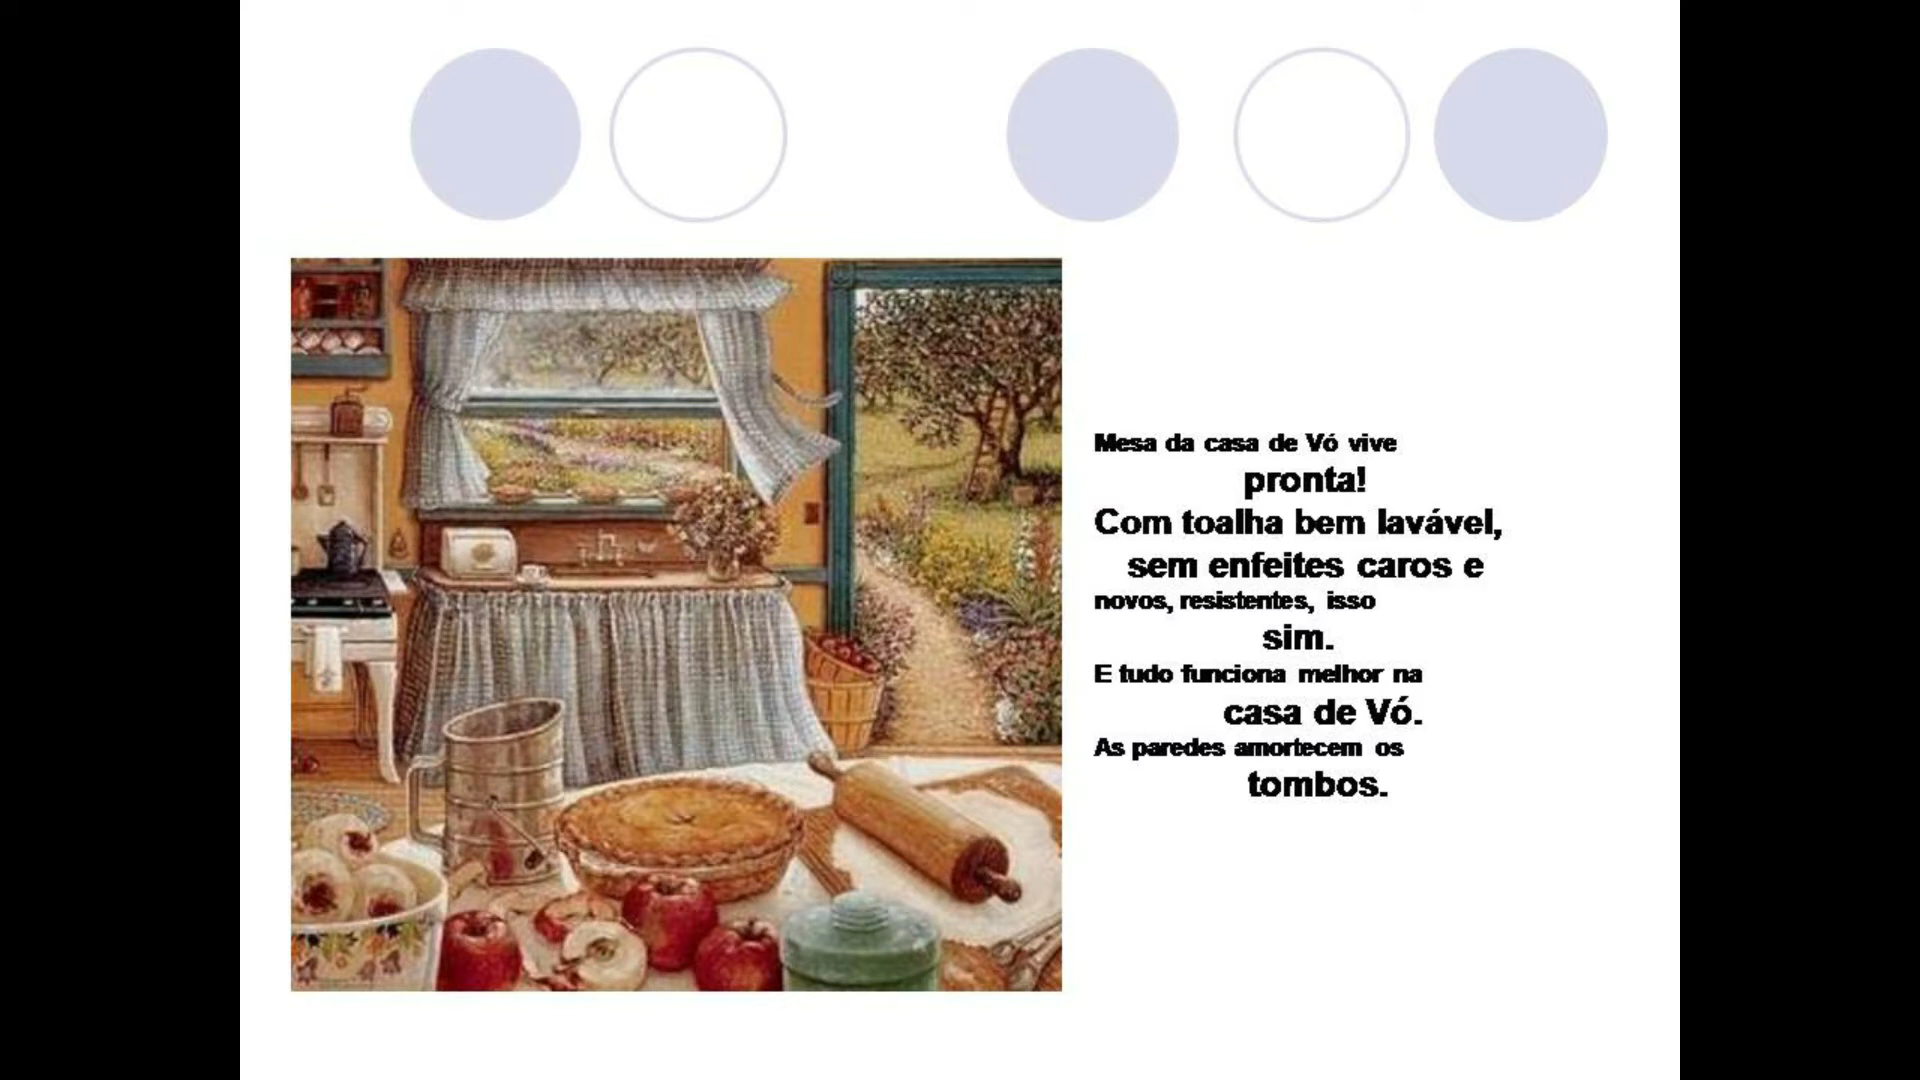 Mesa da casa de Vó vive
pronta!
Com toalha bem lavável,
sem enfeites caros e
novos, resistentes, isso
sim.
E tudo funciona melhor na
casa de Vó.
As paredes amortecem os
tombos.